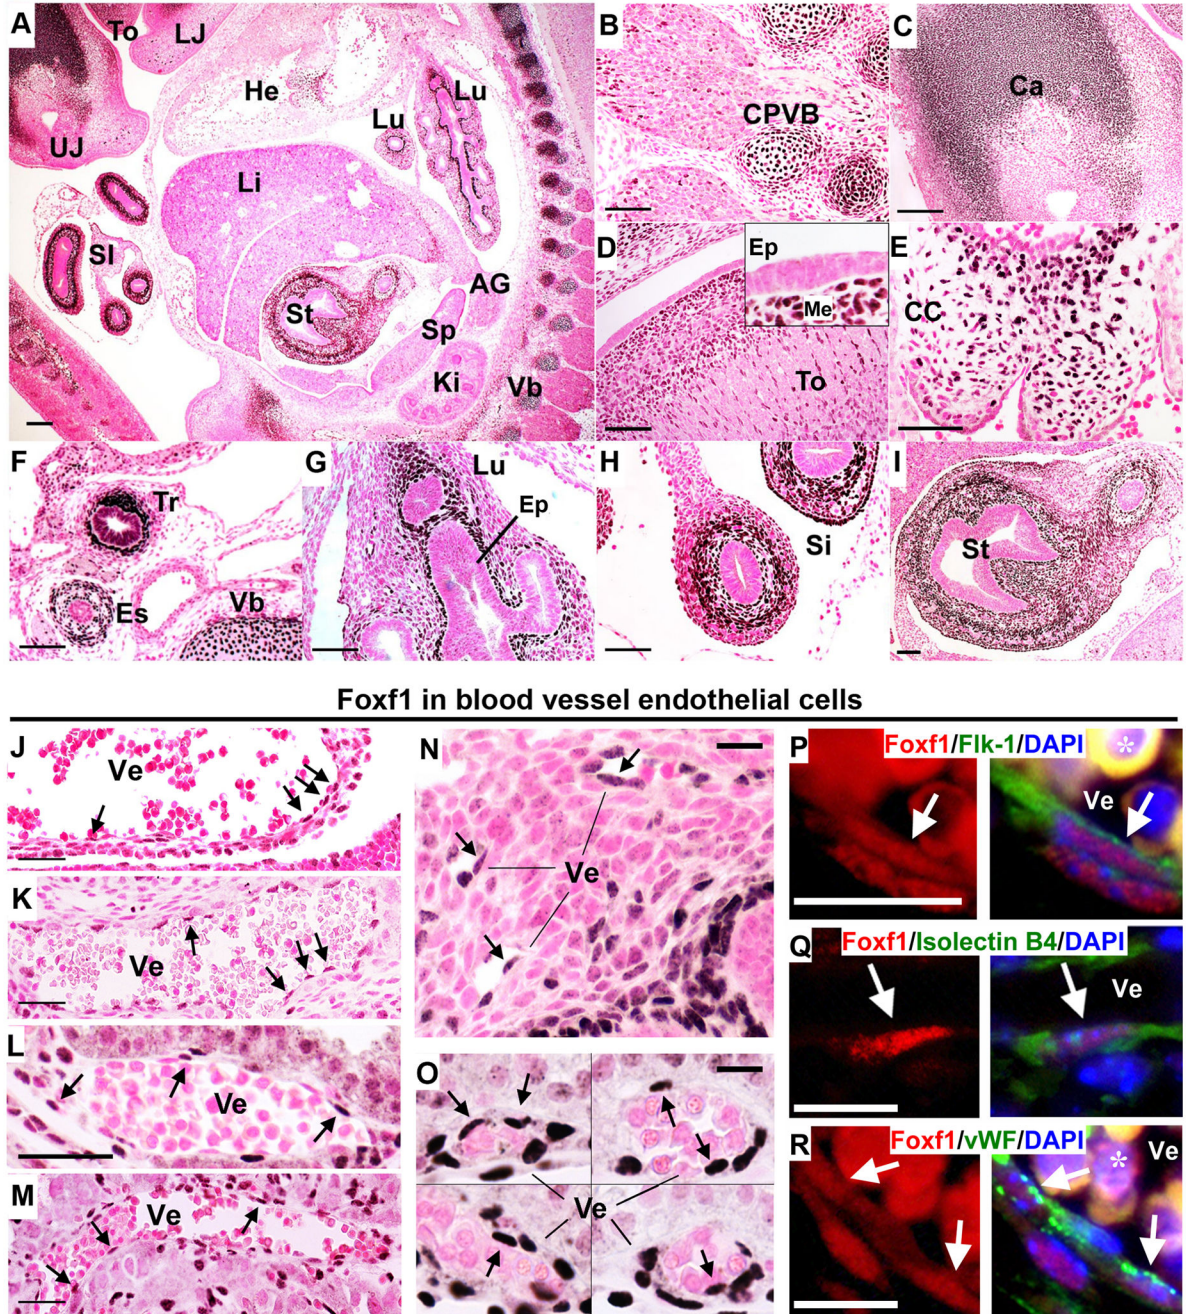 A
To
LJ
He
Lu
Lu
UJ
Li
SI
St
AG
Sp
Ki
Vb
B
CPVB
C
Ca
D
Ep
Me
To
E
CC
F
Tr
Es
Vb
G
Lu
Ep
H
Si
I
St
Foxf1 in blood vessel endothelial cells
J
Ve
K
Ve
L
Ve
M
Ve
N
Ve
O
Ve
P
Foxf1/Flk-1/DAPI
*
Ve
Q
Foxf1/Isolectin B4/DAPI
Ve
R
Foxf1/vWF/DAPI
*
Ve